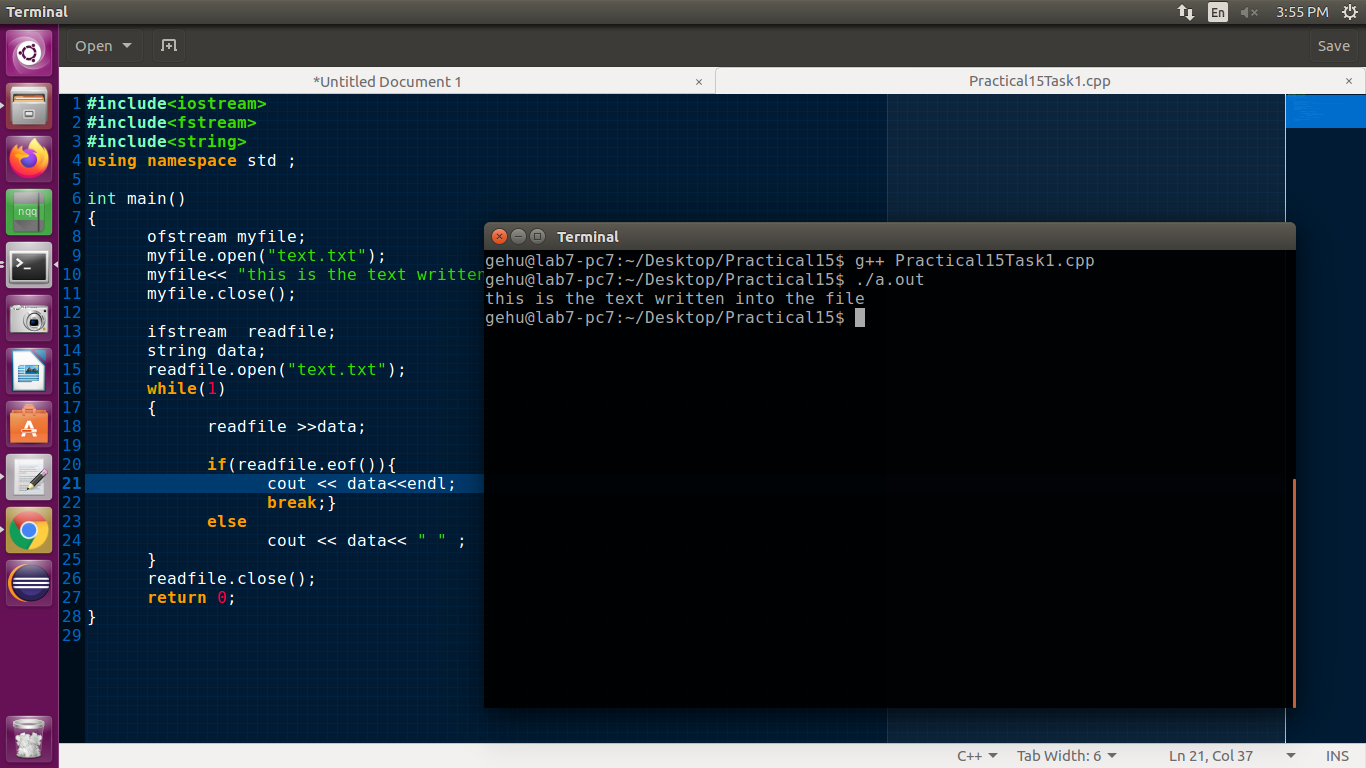 Terminal
En
3:55 PM
Open
Save
*Untitled Document 1 ×
Practical15Task1.cpp ×
1 #include<iostream>
2 #include<fstream>
3 #include<string>
4 using namespace std ;
5
6 int main()
7 {
8 ofstream myfile;
9 myfile.open("text.txt");
10 myfile<< "this is the text written
11 myfile.close();
12
13 ifstream  readfile;
14 string data;
15 readfile.open("text.txt");
16 while(1)
17 {
18 readfile >>data;
19
20 if(readfile.eof()){
21 cout << data<<endl;
22 break;}
23 else
24 cout << data<< " " ;
25 }
26 readfile.close();
27 return 0;
28 }
29
Terminal
gehu@lab7-pc7:~/Desktop/Practical15$ g++ Practical15Task1.cpp
gehu@lab7-pc7:~/Desktop/Practical15$ ./a.out
this is the text written into the file
gehu@lab7-pc7:~/Desktop/Practical15$
nqq
C++
Tab Width: 6
Ln 21, Col 37
INS